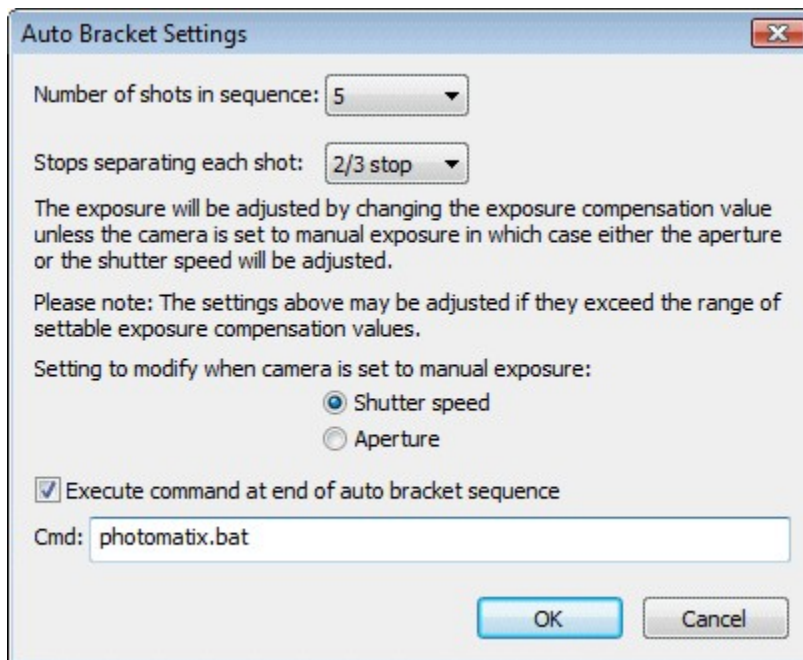 Auto Bracket Settings
Number of shots in sequence: 5
Stops separating each shot: 2/3 stop
The exposure will be adjusted by changing the exposure compensation value
unless the camera is set to manual exposure in which case either the aperture
or the shutter speed will be adjusted.
Please note: The settings above may be adjusted if they exceed the range of
settable exposure compensation values.
Setting to modify when camera is set to manual exposure:
Shutter speed
Aperture
Execute command at end of auto bracket sequence
Cmd: photomatix.bat
OK Cancel